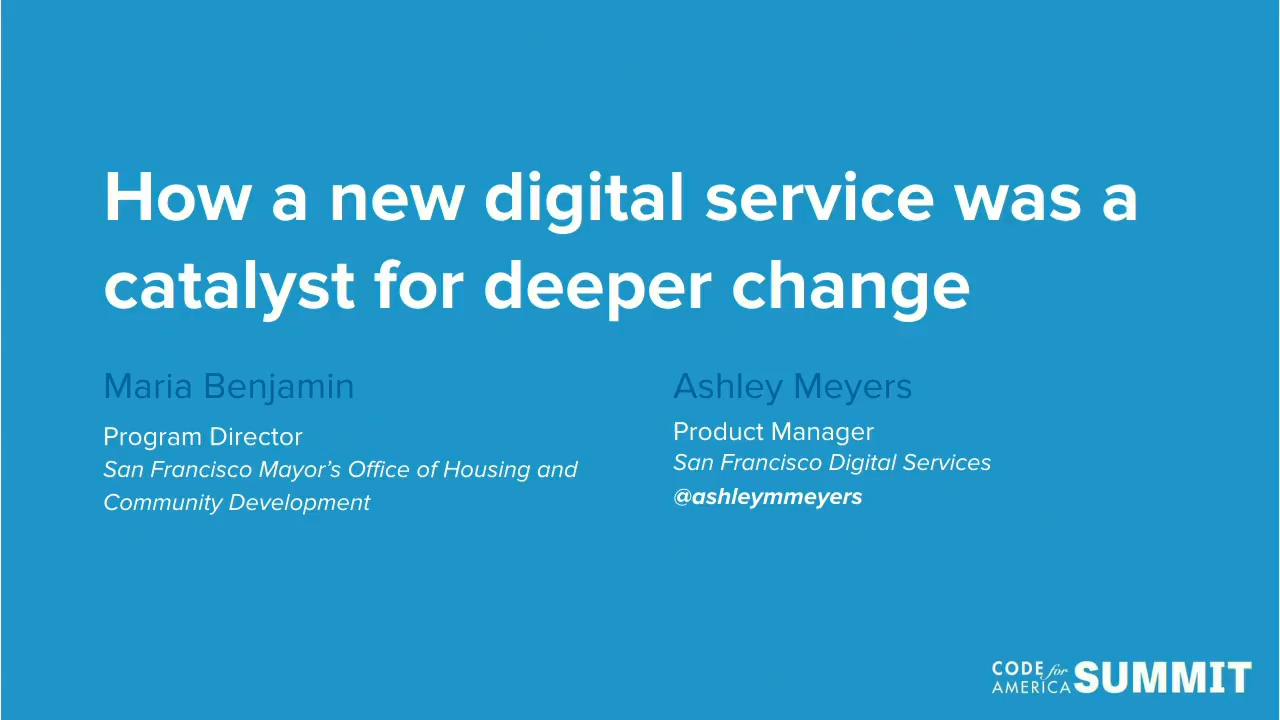 How a new digital service was a
catalyst for deeper change
Maria Benjamin
Program Director
San Francisco Mayor’s Office of Housing and
Community Development
Ashley Meyers
Product Manager
San Francisco Digital Services
@ashleymmeyers
CODE for
AMERICA SUMMIT